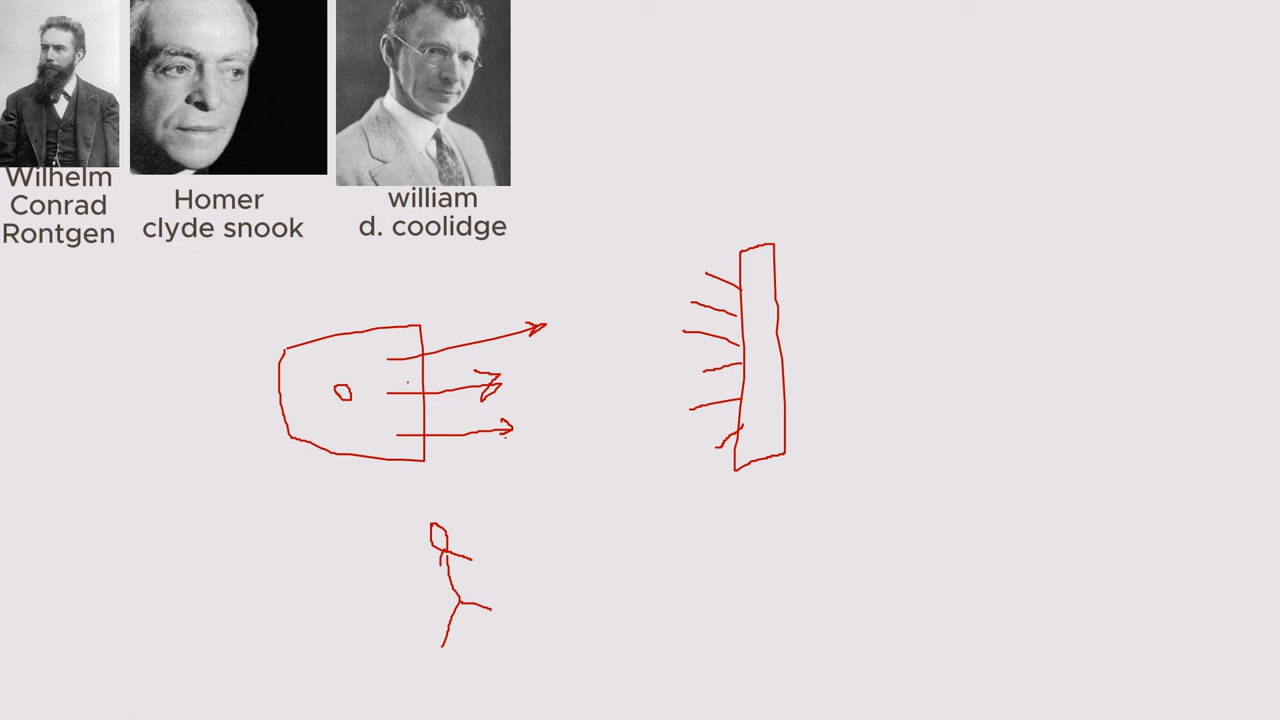 Wilhelm
Conrad
Rontgen
Homer
clyde snook
william
d. coolidge